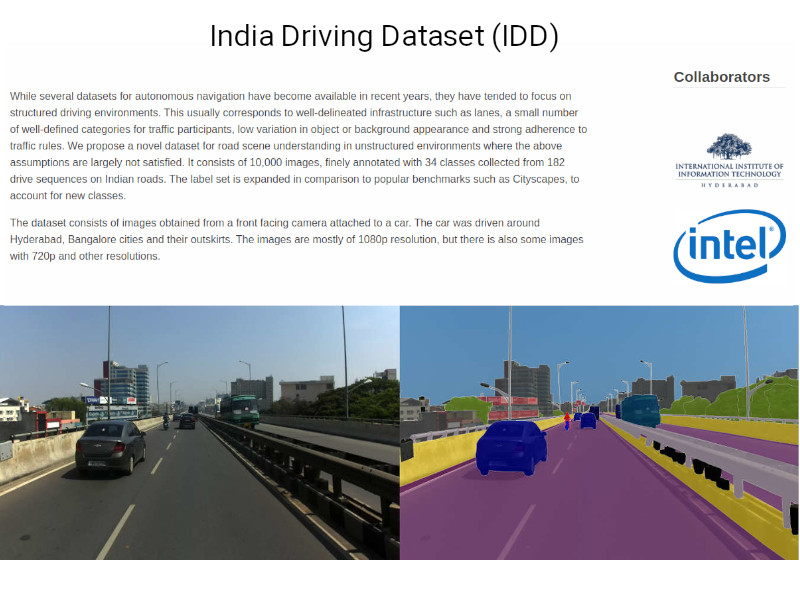 India Driving Dataset (IDD)
Collaborators
While several datasets for autonomous navigation have become available in recent years, they have tended to focus on
structured driving environments. This usually corresponds to well-delineated infrastructure such as lanes, a small number
of well-defined categories for traffic participants, low variation in object or background appearance and strong adherence to
traffic rules. We propose a novel dataset for road scene understanding in unstructured environments where the above
assumptions are largely not satisfied. It consists of 10,000 images, finely annotated with 34 classes collected from 182
drive sequences on Indian roads. The label set is expanded in comparison to popular benchmarks such as Cityscapes, to
account for new classes.
The dataset consists of images obtained from a front facing camera attached to a car. The car was driven around
Hyderabad, Bangalore cities and their outskirts. The images are mostly of 1080p resolution, but there is also some images
with 720p and other resolutions.
INTERNATIONAL INSTITUTE OF
INFORMATION TECHNOLOGY
HYDERABAD
intel®